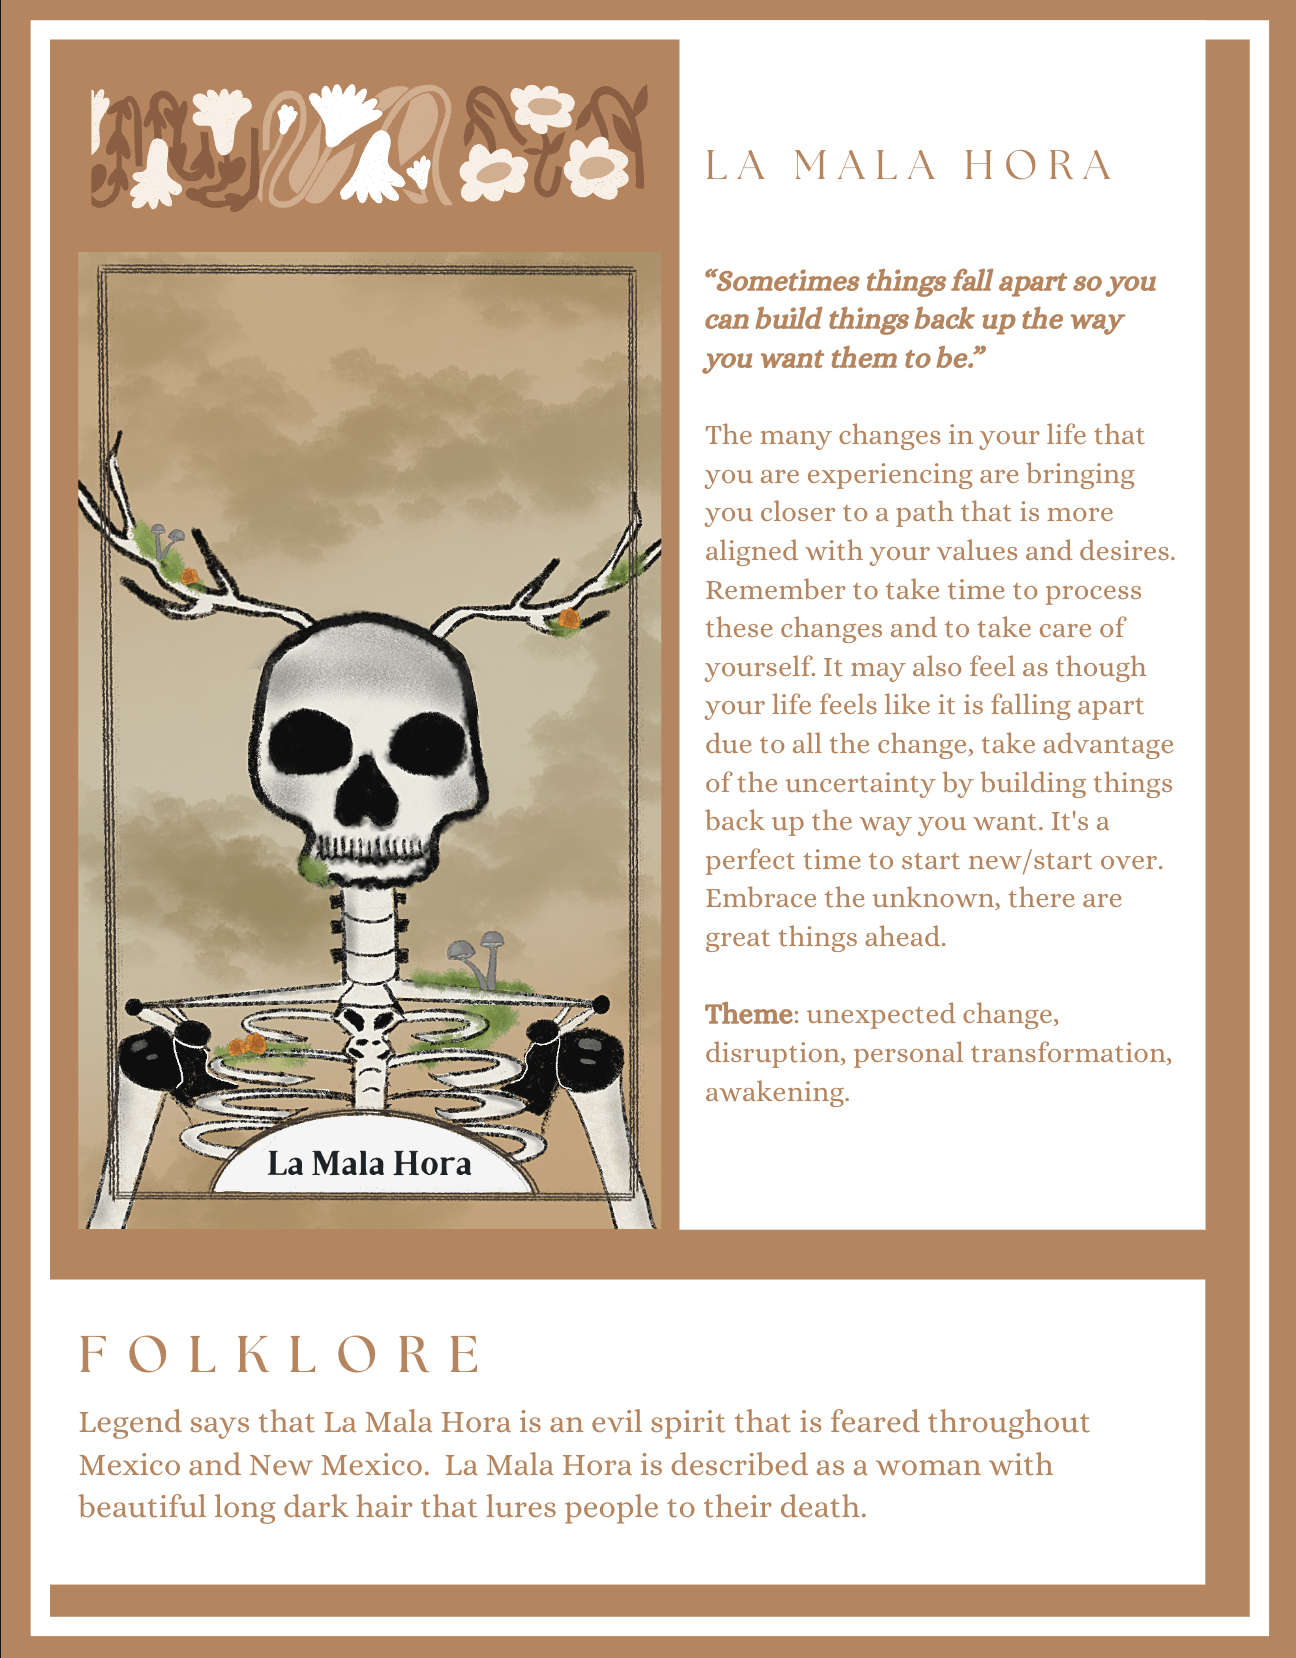 LA MALA HORA
“Sometimes things fall apart so you
can build things back up the way
you want them to be.”
The many changes in your life that
you are experiencing are bringing
you closer to a path that is more
aligned with your values and desires.
Remember to take time to process
these changes and to take care of
yourself. It may also feel as though
your life feels like it is falling apart
due to all the change, take advantage
of the uncertainty by building things
back up the way you want. It's a
perfect time to start new/start over.
Embrace the unknown, there are
great things ahead.
Theme: unexpected change,
disruption, personal transformation,
awakening.
La Mala Hora
FOLKLORE
Legend says that La Mala Hora is an evil spirit that is feared throughout
Mexico and New Mexico.  La Mala Hora is described as a woman with
beautiful long dark hair that lures people to their death.